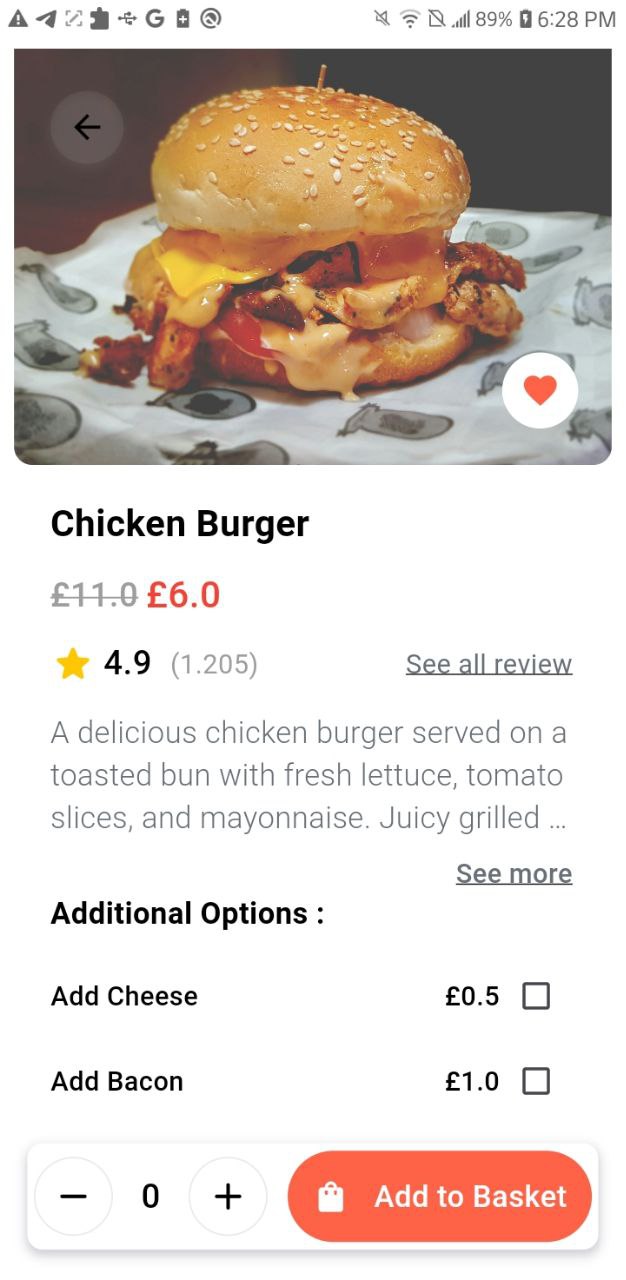 89% 6:28 PM
Chicken Burger
£11.0 £6.0
4.9 (1.205) See all review
A delicious chicken burger served on a
toasted bun with fresh lettuce, tomato
slices, and mayonnaise. Juicy grilled ...
See more
Additional Options :
Add Cheese £0.5
Add Bacon £1.0
0 Add to Basket